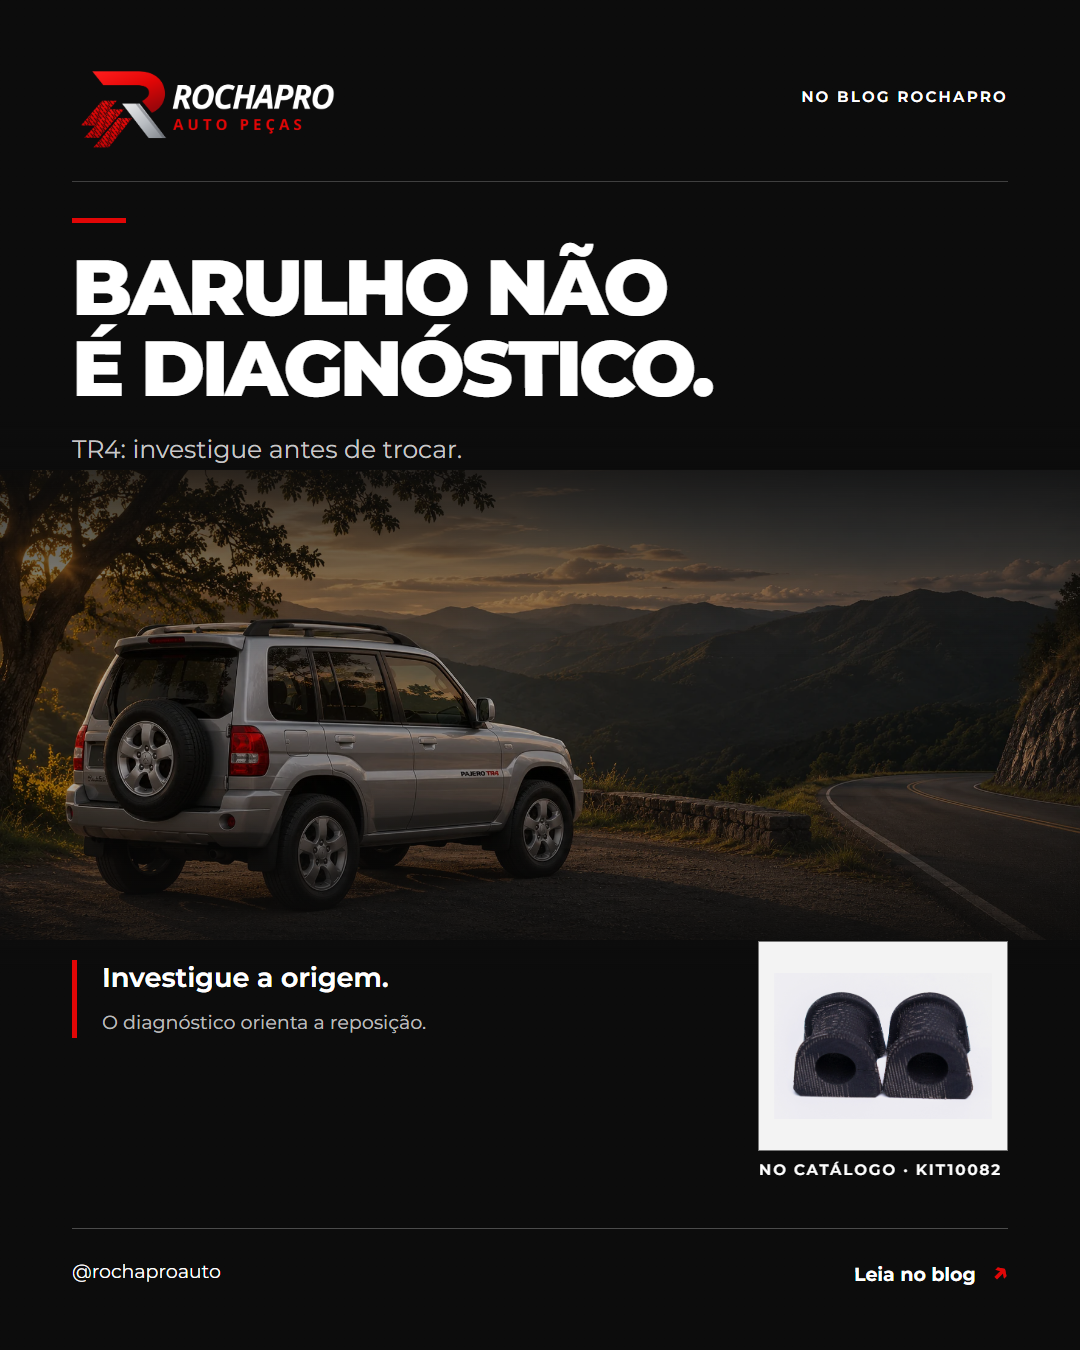 ROCHAPRO
AUTO PEÇAS
NO BLOG ROCHAPRO
BARULHO NÃO
É DIAGNÓSTICO.
TR4: investigue antes de trocar.
PAJERO TR4
Investigue a origem.
O diagnóstico orienta a reposição.
NO CATÁLOGO · KIT10082
@rochaproauto
Leia no blog